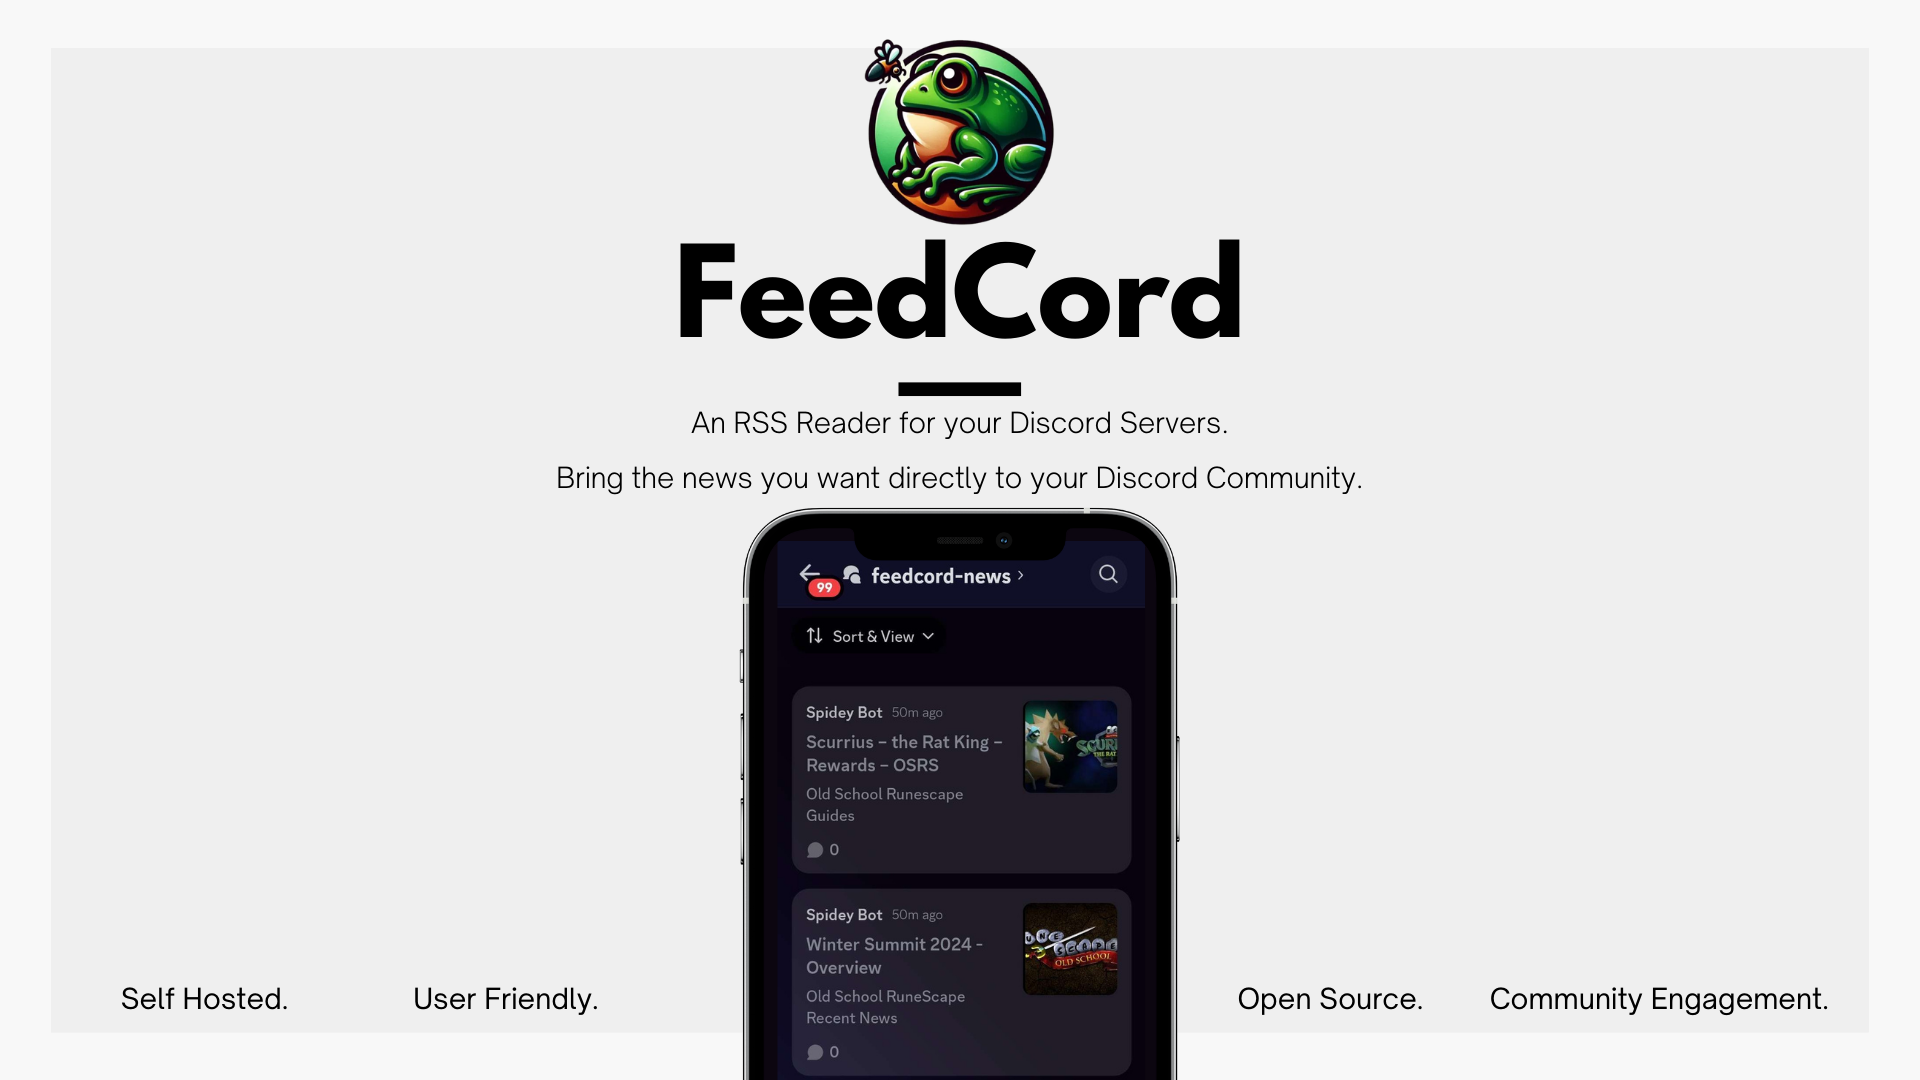 FeedCord
An RSS Reader for your Discord Servers.
Bring the news you want directly to your Discord Community.
feedcord-news
99
Sort & View
Spidey Bot 50m ago
Scurrius – the Rat King –
Rewards – OSRS
Old School Runescape
Guides
0
Spidey Bot 50m ago
Winter Summit 2024 -
Overview
Old School RuneScape
Recent News
0
OLD SCHOOL
Self Hosted.
User Friendly.
Open Source.
Community Engagement.